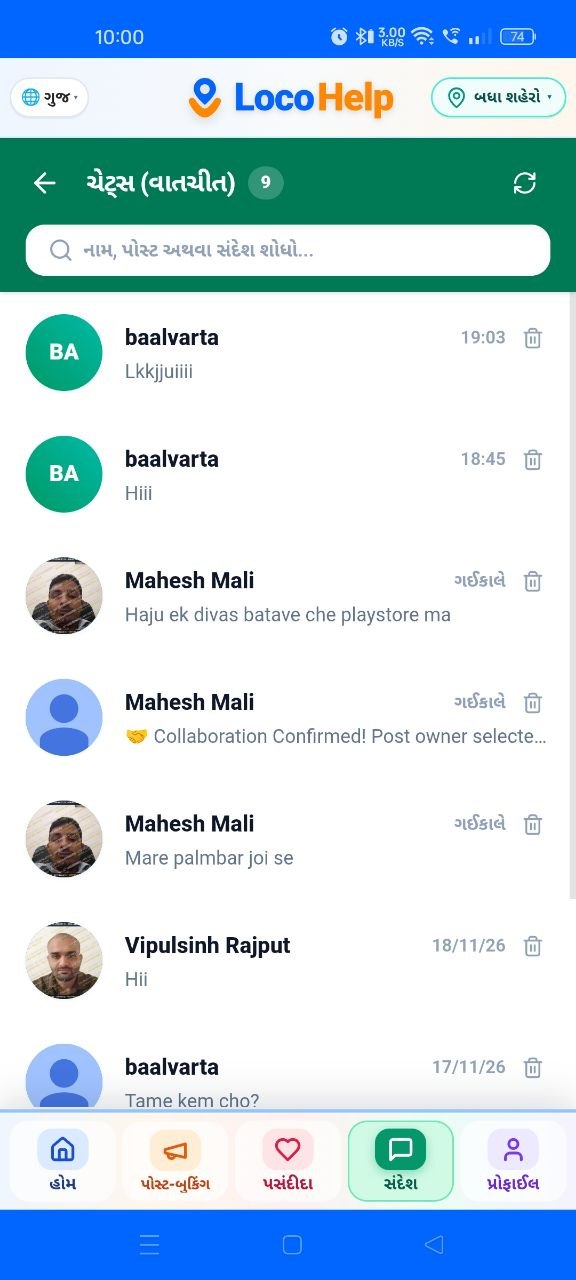 10:00 3.00 KB/S 74
ગુજ LocoHelp બધા શહેરો
ચેટ્સ (વાતચીત) 9
નામ, પોસ્ટ અથવા સંદેશ શોધો...
BA baalvarta 19:03
Lkkjjuiiii
BA baalvarta 18:45
Hiii
Mahesh Mali ગઈકાલે
Haju ek divas batave che playstore ma
Mahesh Mali ગઈકાલે
🤝 Collaboration Confirmed! Post owner selecte...
Mahesh Mali ગઈકાલે
Mare palmbar joi se
Vipulsinh Rajput 18/11/26
Hii
baalvarta 17/11/26
Tame kem cho?
હોમ પોસ્ટ-બુકિંગ પસંદીદા સંદેશ પ્રોફાઈલ